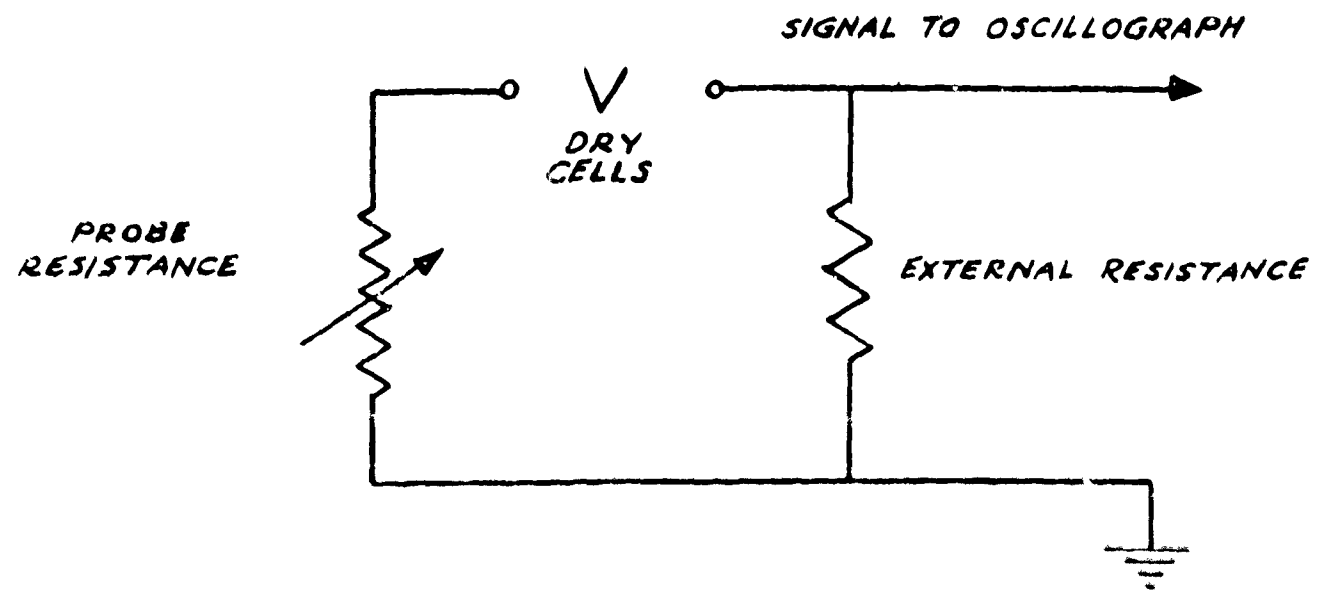 SIGNAL TO OSCILLOGRAPH
V
DRY
CELLS
PROBE
RESISTANCE
EXTERNAL RESISTANCE